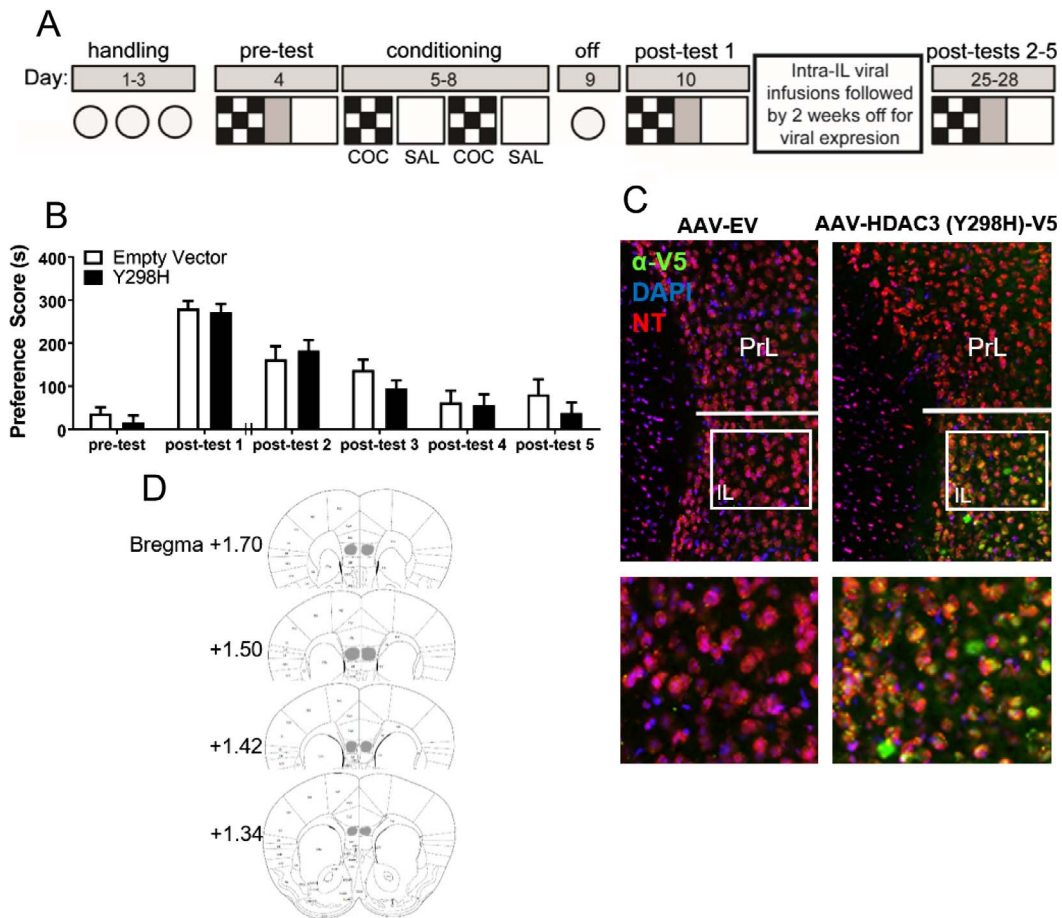 A
handling pre-test conditioning off post-test 1 post-tests 2-5
Day: 1-3 4 5-8 9 10 25-28
Intra-IL viral
infusions followed
by 2 weeks off for
viral expresion
COC SAL COC SAL
B
Preference Score (s)
Empty Vector
Y298H
400
300
200
100
0
pre-test post-test 1 post-test 2 post-test 3 post-test 4 post-test 5
C
AAV-EV AAV-HDAC3 (Y298H)-V5
α-V5
DAPI
NT
PrL PrL
IL IL
D
Bregma +1.70
+1.50
+1.42
+1.34